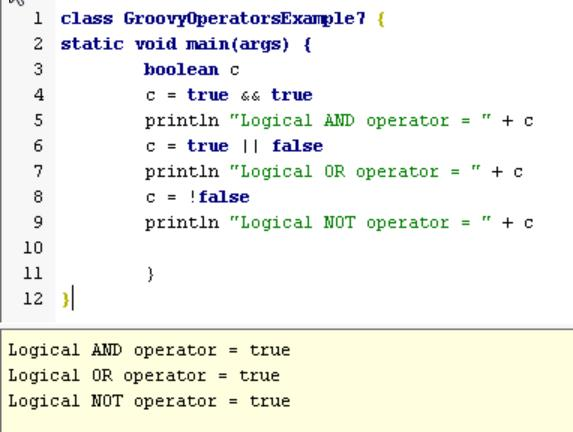 1 class GroovyOperatorsExample7 {
2 static void main(args) {
3 boolean c
4 c = true && true
5 println "Logical AND operator = " + c
6 c = true || false
7 println "Logical OR operator = " + c
8 c = !false
9 println "Logical NOT operator = " + c
10
11 }
12 }
Logical AND operator = true
Logical OR operator = true
Logical NOT operator = true